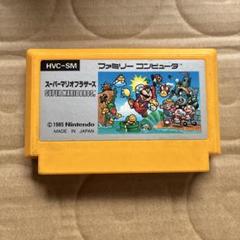 HVC-SM
ファミリー コンピュータ
スーパーマリオブラザーズ
SUPER MARIO BROS.
©1985 Nintendo
MADE IN JAPAN